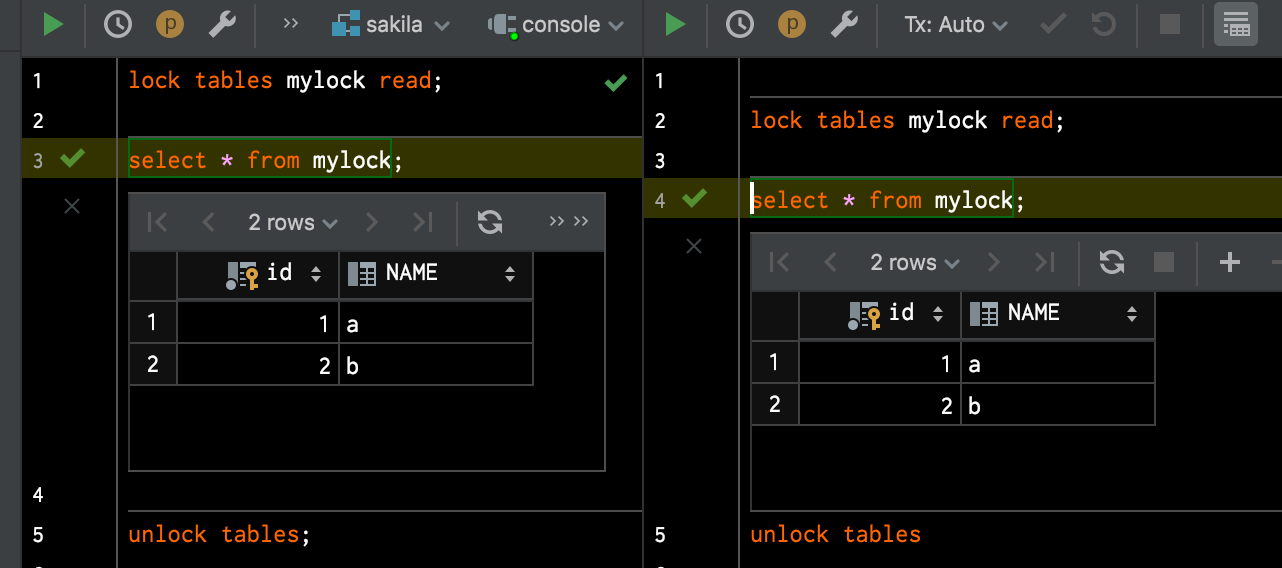 sakila console
1 lock tables mylock read;
2
3 select * from mylock;
2 rows
id NAME
1 1 a
2 2 b
4
5 unlock tables;
Tx: Auto
1
2 lock tables mylock read;
3
4 select * from mylock;
2 rows
id NAME
1 1 a
2 2 b
5 unlock tables